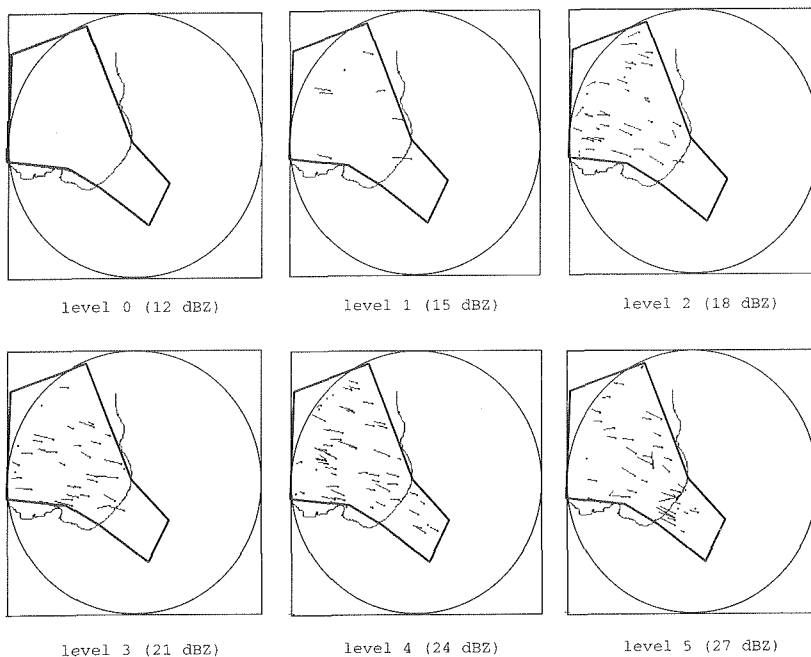 level 0 (12 dBZ)
level 1 (15 dBZ)
level 2 (18 dBZ)
level 3 (21 dBZ)
level 4 (24 dBZ)
level 5 (27 dBZ)